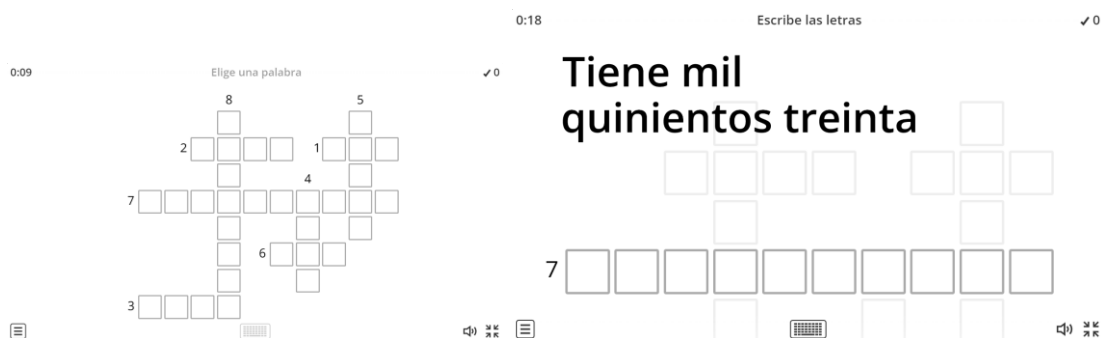 0:09 Elige una palabra ✓ 0
8 5
2 1
4
7
6
3
0:18 Escribe las letras ✓ 0
Tiene mil
quinientos treinta
7